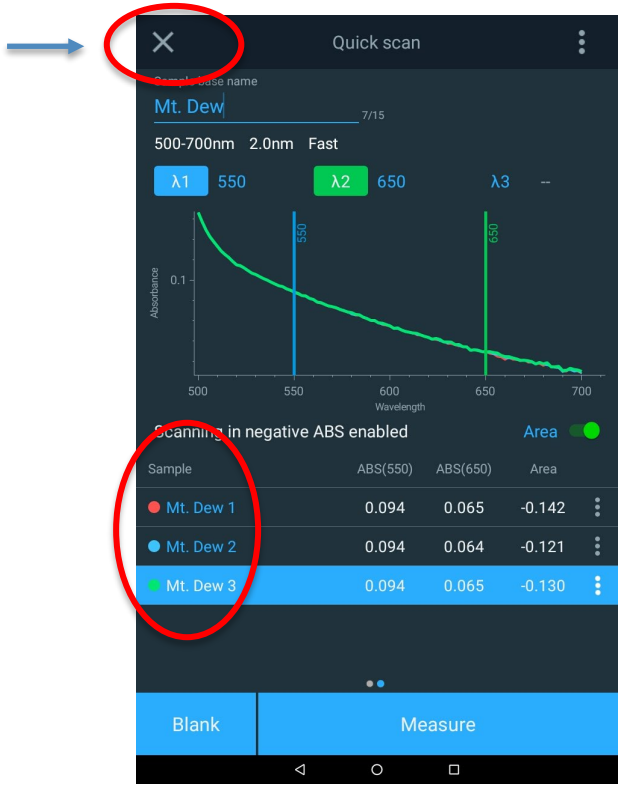 Quick scan
Sample base name
Mt. Dew
7/15
500-700nm 2.0nm Fast
λ1 550 λ2 650 λ3 --
550
650
0.1
Absorbance
500 550 600 650 700
Wavelength
Scanning in negative ABS enabled Area
Sample ABS(550) ABS(650) Area
Mt. Dew 1 0.094 0.065 -0.142
Mt. Dew 2 0.094 0.064 -0.121
Mt. Dew 3 0.094 0.065 -0.130
Blank Measure